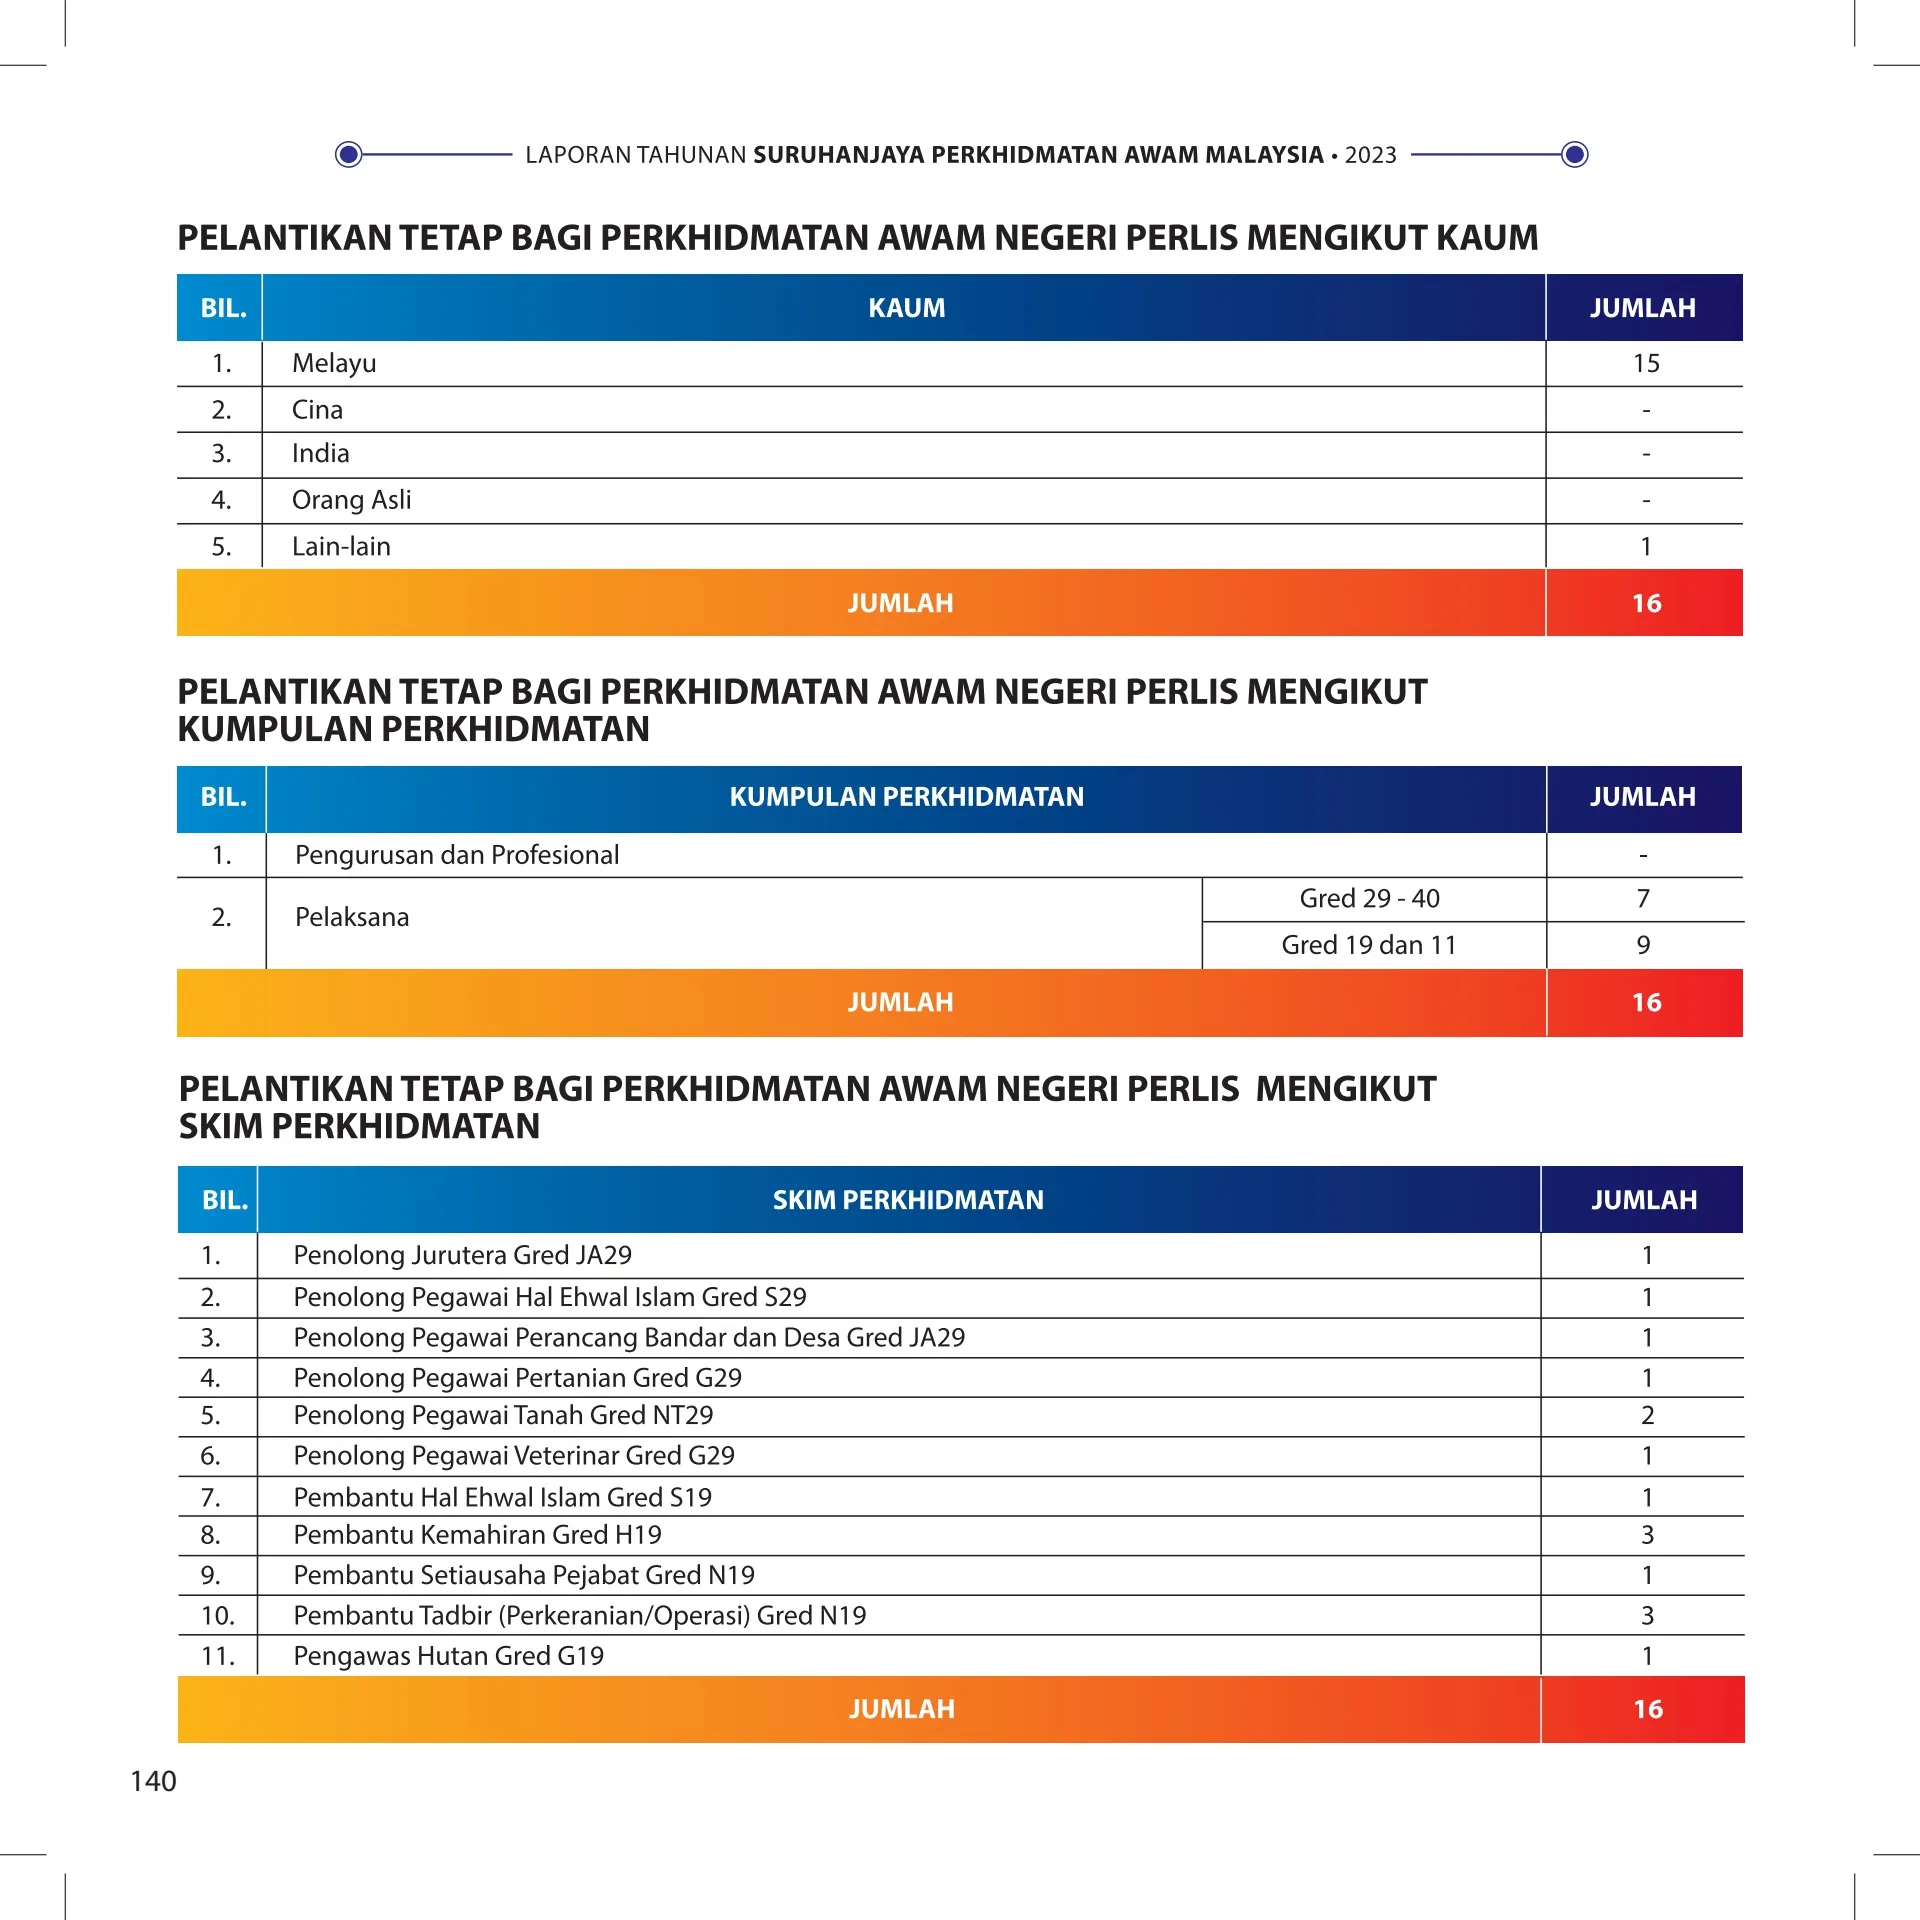 LAPORAN TAHUNAN SURUHANJAYA PERKHIDMATAN AWAM MALAYSIA • 2023
PELANTIKAN TETAP BAGI PERKHIDMATAN AWAM NEGERI PERLIS MENGIKUT KAUM
BIL. KAUM JUMLAH
1. Melayu 15
2. Cina -
3. India -
4. Orang Asli -
5. Lain-lain 1
JUMLAH 16
PELANTIKAN TETAP BAGI PERKHIDMATAN AWAM NEGERI PERLIS MENGIKUT
KUMPULAN PERKHIDMATAN
BIL. KUMPULAN PERKHIDMATAN JUMLAH
1. Pengurusan dan Profesional -
2. Pelaksana Gred 29 - 40 7
Gred 19 dan 11 9
JUMLAH 16
PELANTIKAN TETAP BAGI PERKHIDMATAN AWAM NEGERI PERLIS MENGIKUT
SKIM PERKHIDMATAN
BIL. SKIM PERKHIDMATAN JUMLAH
1. Penolong Jurutera Gred JA29 1
2. Penolong Pegawai Hal Ehwal Islam Gred S29 1
3. Penolong Pegawai Perancang Bandar dan Desa Gred JA29 1
4. Penolong Pegawai Pertanian Gred G29 1
5. Penolong Pegawai Tanah Gred NT29 2
6. Penolong Pegawai Veterinar Gred G29 1
7. Pembantu Hal Ehwal Islam Gred S19 1
8. Pembantu Kemahiran Gred H19 3
9. Pembantu Setiausaha Pejabat Gred N19 1
10. Pembantu Tadbir (Perkeranian/Operasi) Gred N19 3
11. Pengawas Hutan Gred G19 1
JUMLAH 16
140